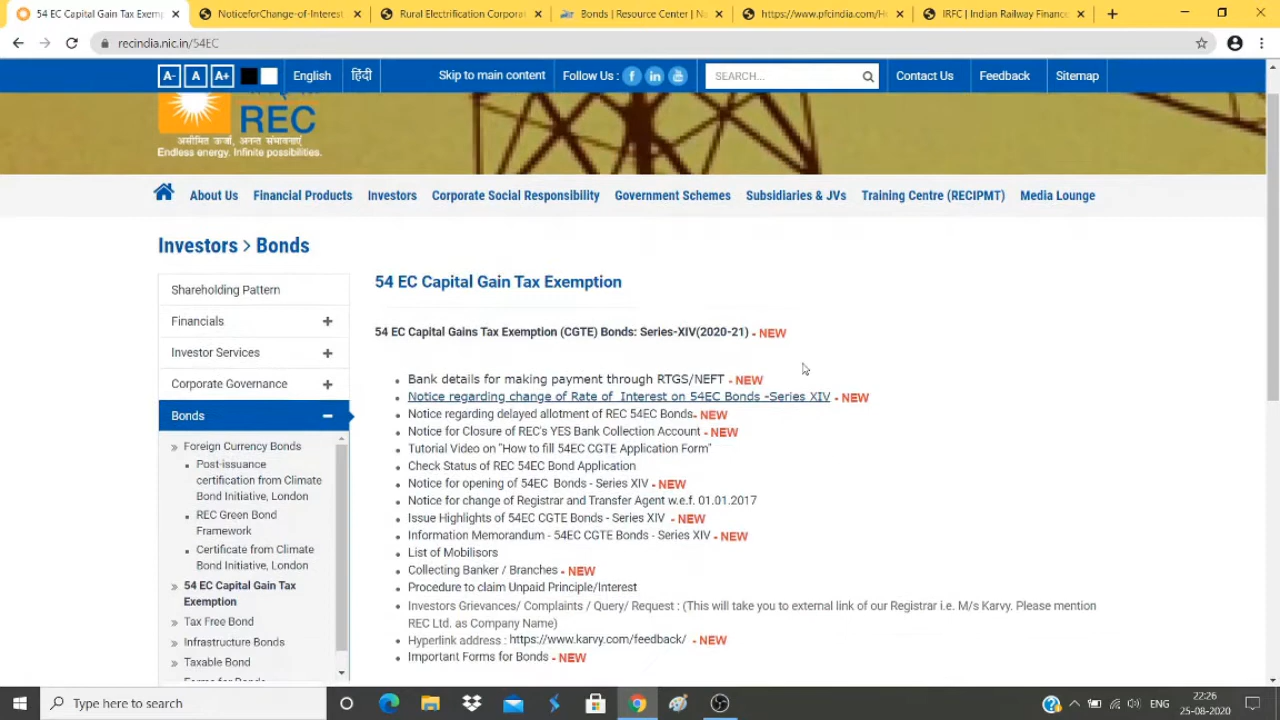 54 EC Capital Gain Tax Exemp
NoticeforChange-of-Interest
Rural Electrification Corpora
Bonds | Resource Center | Na
https://www.pfcindia.com/H
IRFC | Indian Railway Financ
recindia.nic.in/54EC
A- A A+ English हिंदी Skip to main content Follow Us : SEARCH... Contact Us Feedback Sitemap
REC
असीमित ऊर्जा, अनन्त संभावनाएं
Endless energy. Infinite possibilities.
About Us Financial Products Investors Corporate Social Responsibility Government Schemes Subsidiaries & JVs Training Centre (RECIPMT) Media Lounge
Investors > Bonds
Shareholding Pattern
Financials +
Investor Services +
Corporate Governance +
Bonds −
Foreign Currency Bonds
Post-issuance
certification from Climate
Bond Initiative, London
REC Green Bond
Framework
Certificate from Climate
Bond Initiative, London
54 EC Capital Gain Tax
Exemption
Tax Free Bond
Infrastructure Bonds
Taxable Bond
54 EC Capital Gain Tax Exemption
54 EC Capital Gains Tax Exemption (CGTE) Bonds: Series-XIV(2020-21) - NEW
Bank details for making payment through RTGS/NEFT - NEW
Notice regarding change of Rate of Interest on 54EC Bonds -Series XIV - NEW
Notice regarding delayed allotment of REC 54EC Bonds- NEW
Notice for Closure of REC's YES Bank Collection Account - NEW
Tutorial Video on "How to fill 54EC CGTE Application Form"
Check Status of REC 54EC Bond Application
Notice for opening of 54EC Bonds - Series XIV - NEW
Notice for change of Registrar and Transfer Agent w.e.f. 01.01.2017
Issue Highlights of 54EC CGTE Bonds - Series XIV - NEW
Information Memorandum - 54EC CGTE Bonds - Series XIV - NEW
List of Mobilisors
Collecting Banker / Branches - NEW
Procedure to claim Unpaid Principle/Interest
Investors Grievances/ Complaints / Query/ Request : (This will take you to external link of our Registrar i.e. M/s Karvy. Please mention
REC Ltd. as Company Name)
Hyperlink address : https://www.karvy.com/feedback/ - NEW
Important Forms for Bonds - NEW
Type here to search
ENG
22:26
25-08-2020